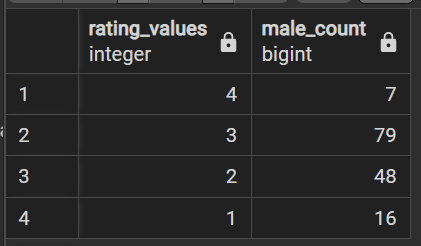 rating_values male_count
integer bigint
1 4 7
2 3 79
3 2 48
4 1 16